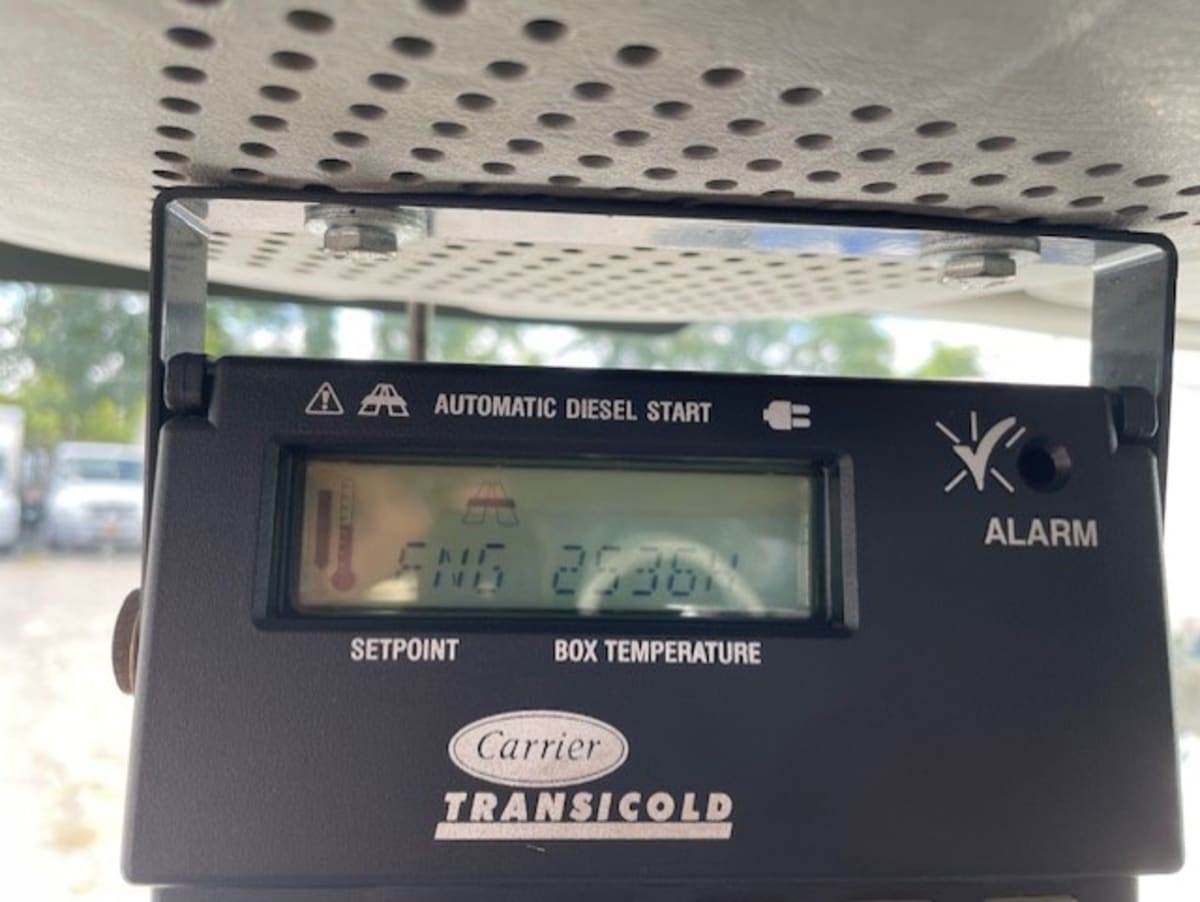 AUTOMATIC DIESEL START
ALARM
ENG 2536H
SETPOINT BOX TEMPERATURE
Carrier
TRANSICOLD